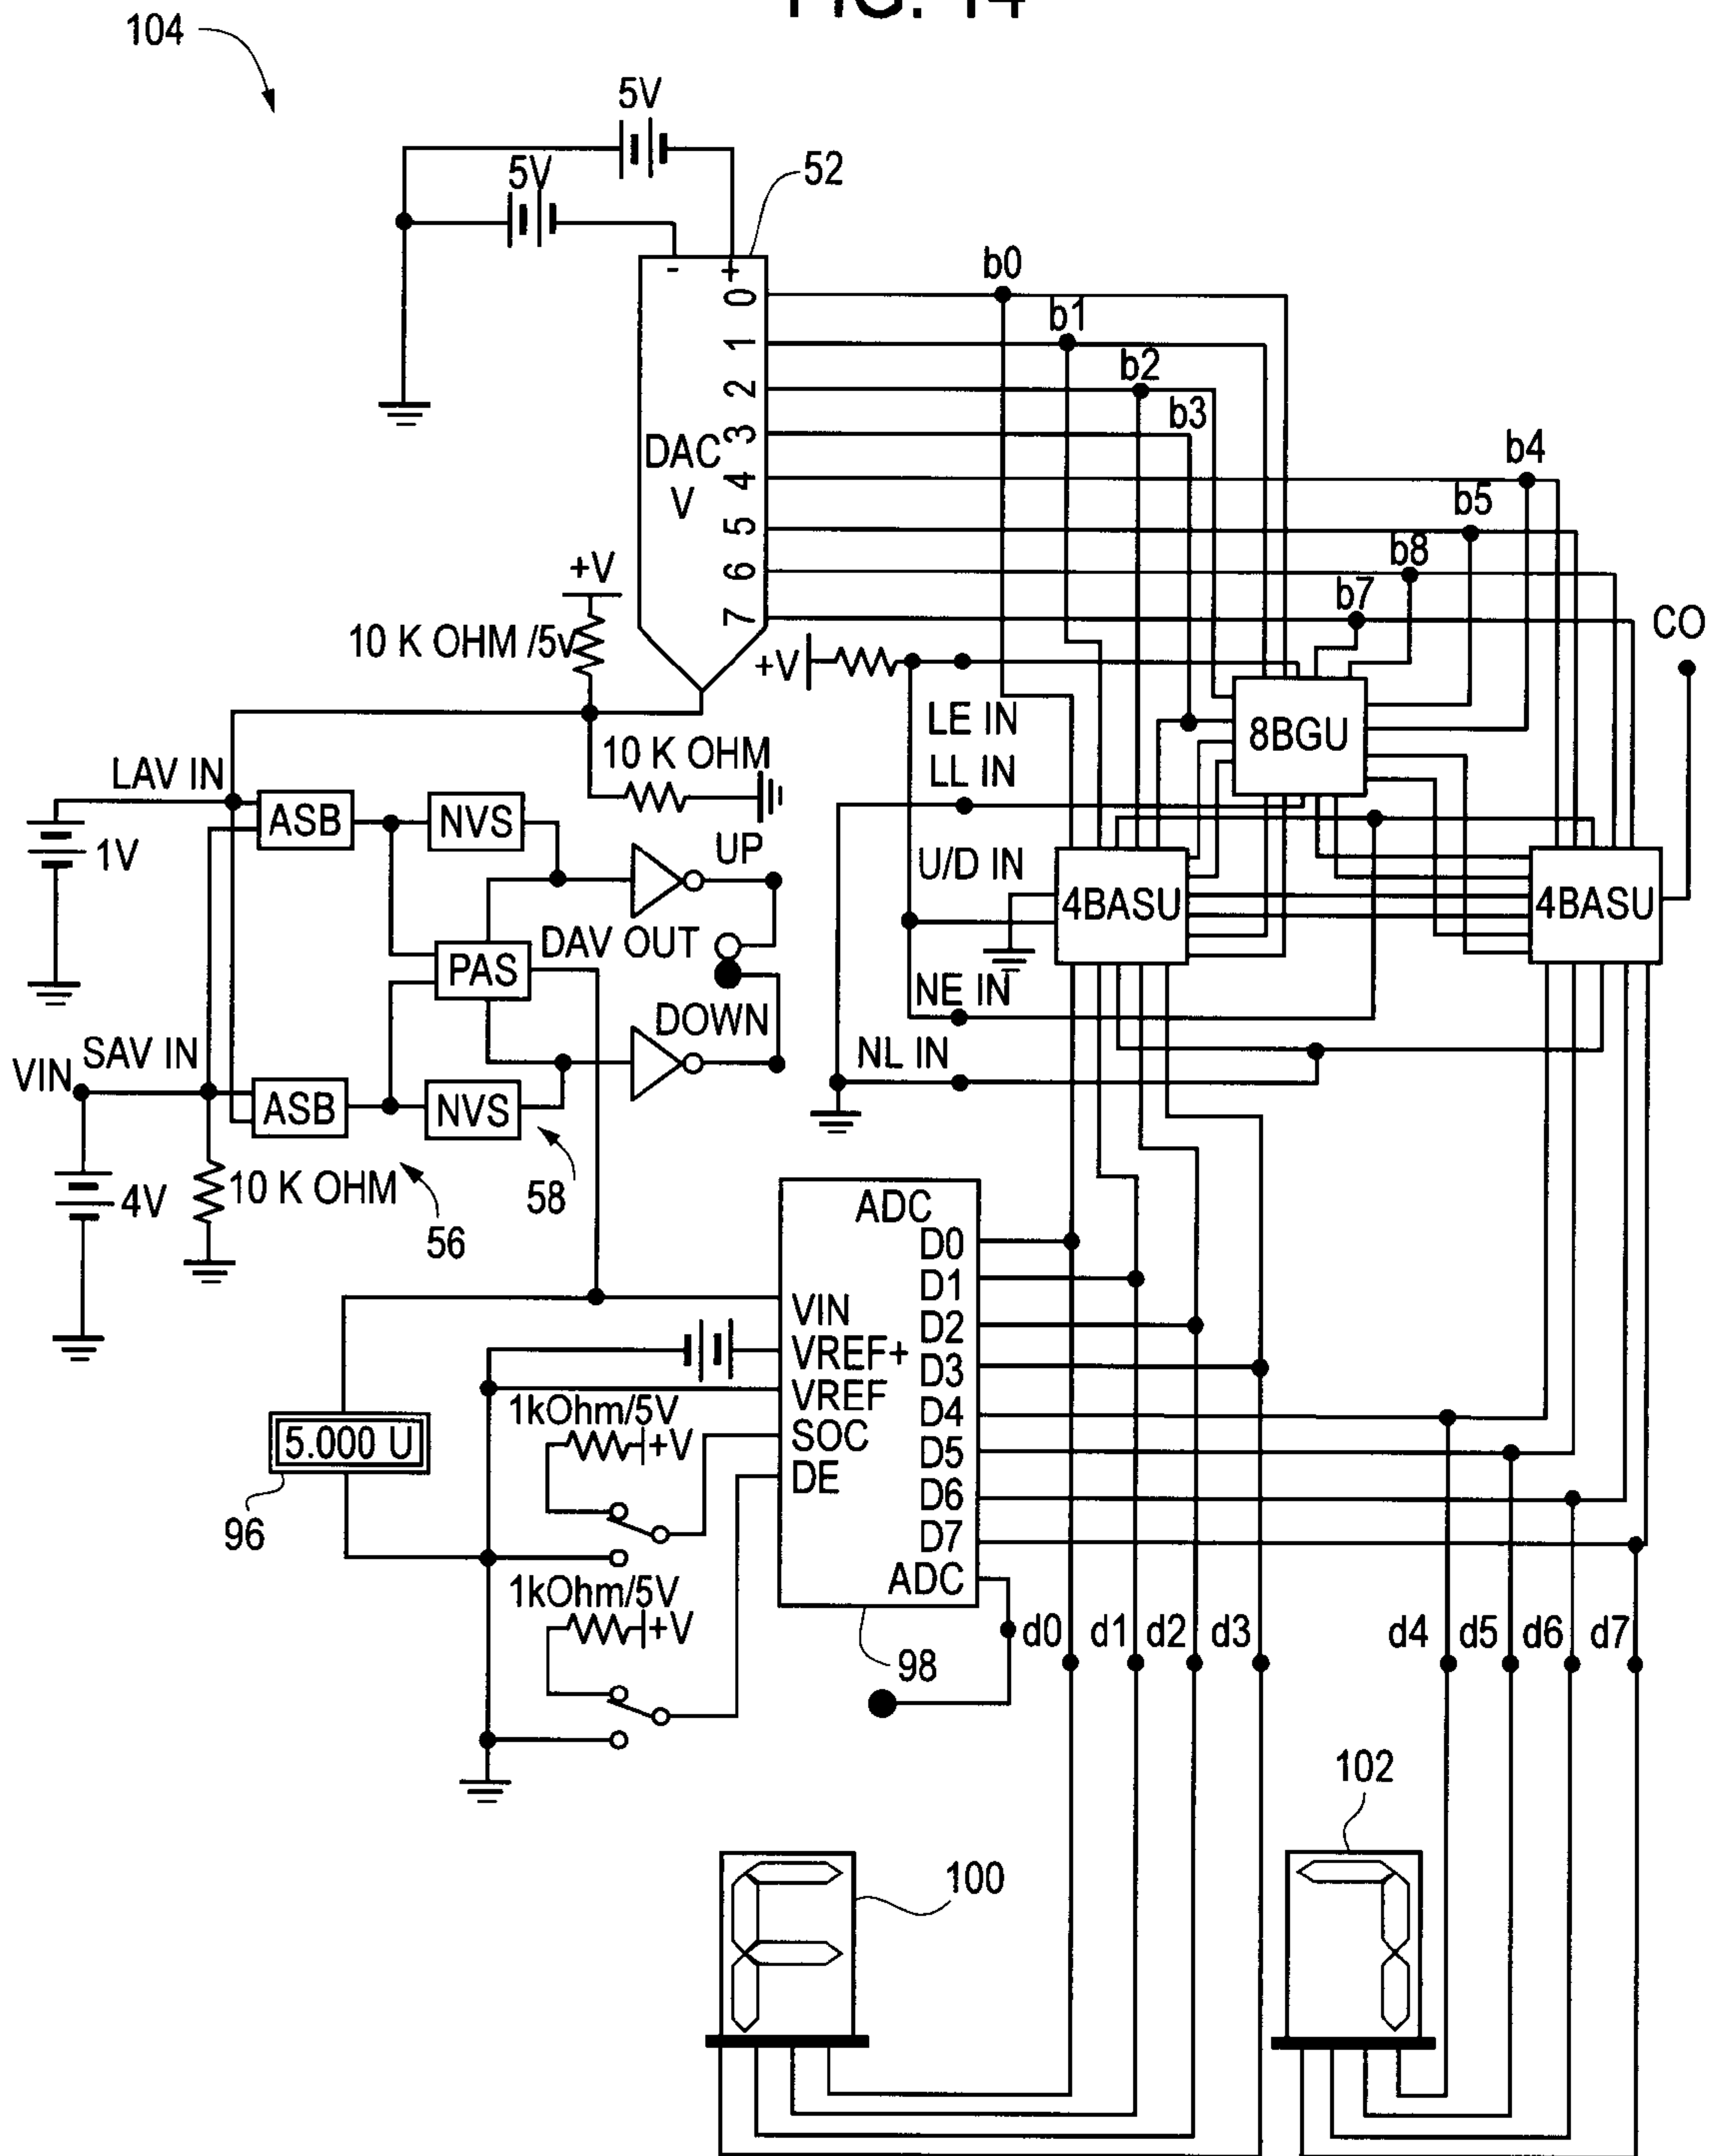 FIG. 14
104
5V
5V
52
- +
0
1
2
3
4
5
6
7
DAC
V
b0
b1
b2
b3
b4
b5
b8
b7
CO
+V
10 K OHM /5v
+V
LE IN
LL IN
8BGU
10 K OHM
LAV IN
ASB
NVS
UP
1V
U/D IN
4BASU
4BASU
DAV OUT
PAS
NE IN
DOWN
SAV IN
NL IN
VIN
ASB
NVS
4V
10 K OHM
58
56
ADC
D0
D1
VIN
D2
VREF+
D3
VREF
D4
1kOhm/5V
+V
SOC
D5
5.000 U
DE
D6
96
D7
1kOhm/5V
ADC
+V
d0
d1
d2
d3
d4
d5
d6
d7
98
102
100
F
7